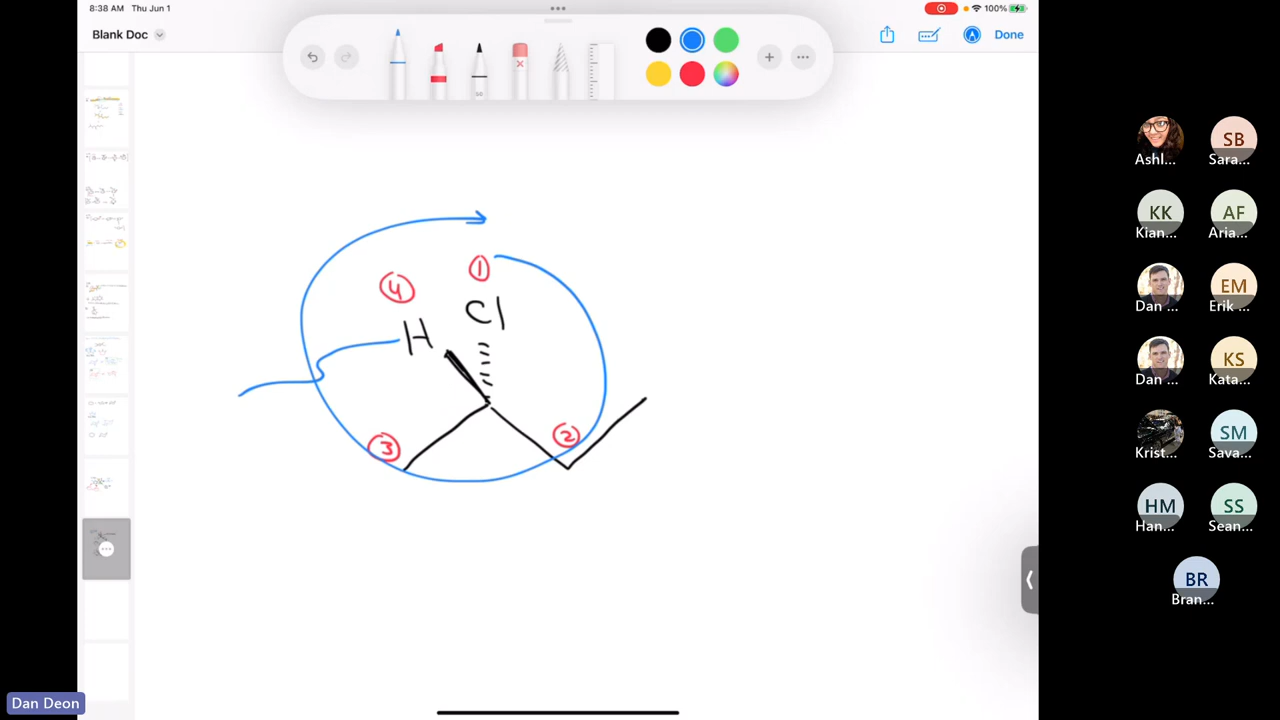 8:38 AM Thu Jun 1
100%
Blank Doc
Done
50
1
4
Cl
H
3
2
Ashl...
SB
Sara...
KK
Kian...
AF
Aria...
Dan ...
EM
Erik ...
Dan ...
KS
Kata...
Krist...
SM
Sava...
HM
Han...
SS
Sean...
BR
Bran...
Dan Deon